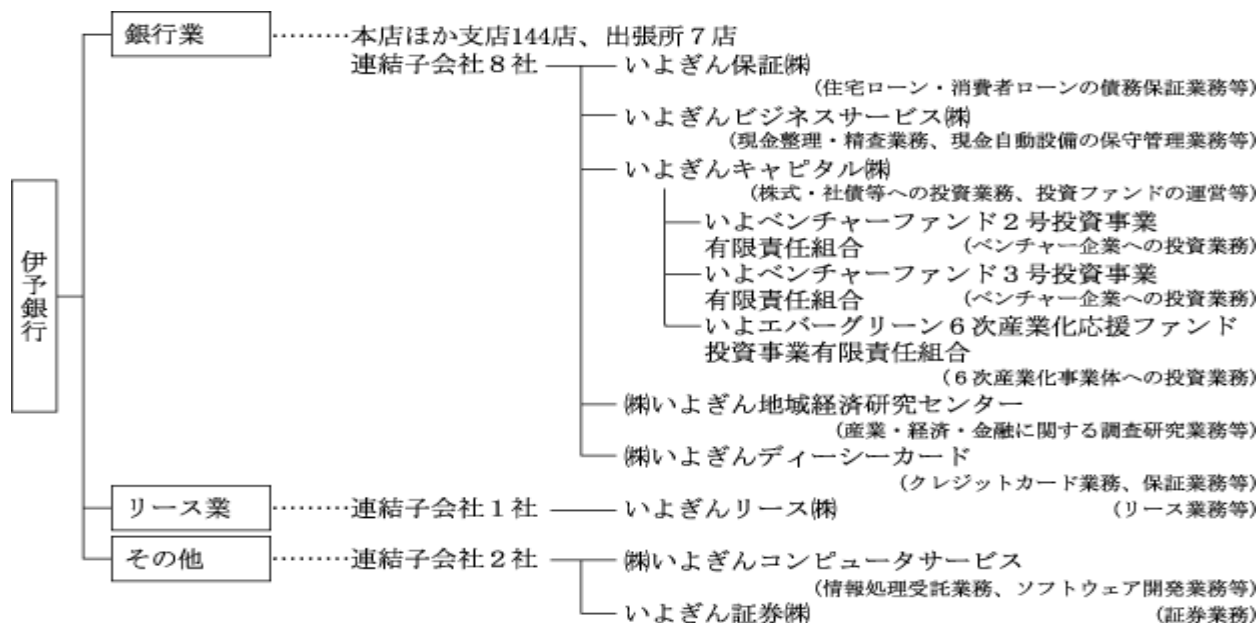 銀行業 ………本店ほか支店144店、出張所７店
連結子会社８社 いよぎん保証㈱
(住宅ローン・消費者ローンの債務保証業務等)
いよぎんビジネスサービス㈱
(現金整理・精査業務、現金自動設備の保守管理業務等)
いよぎんキャピタル㈱
(株式・社債等への投資業務、投資ファンドの運営等)
いよベンチャーファンド２号投資事業
有限責任組合 (ベンチャー企業への投資業務)
いよベンチャーファンド３号投資事業
有限責任組合 (ベンチャー企業への投資業務)
いよエバーグリーン６次産業化応援ファンド
投資事業有限責任組合
(６次産業化事業体への投資業務)
㈱いよぎん地域経済研究センター
(産業・経済・金融に関する調査研究業務等)
㈱いよぎんディーシーカード
(クレジットカード業務、保証業務等)
伊予銀行
リース業 ………連結子会社１社 いよぎんリース㈱ (リース業務等)
その他 ………連結子会社２社 ㈱いよぎんコンピュータサービス
(情報処理受託業務、ソフトウェア開発業務等)
いよぎん証券㈱ (証券業務)